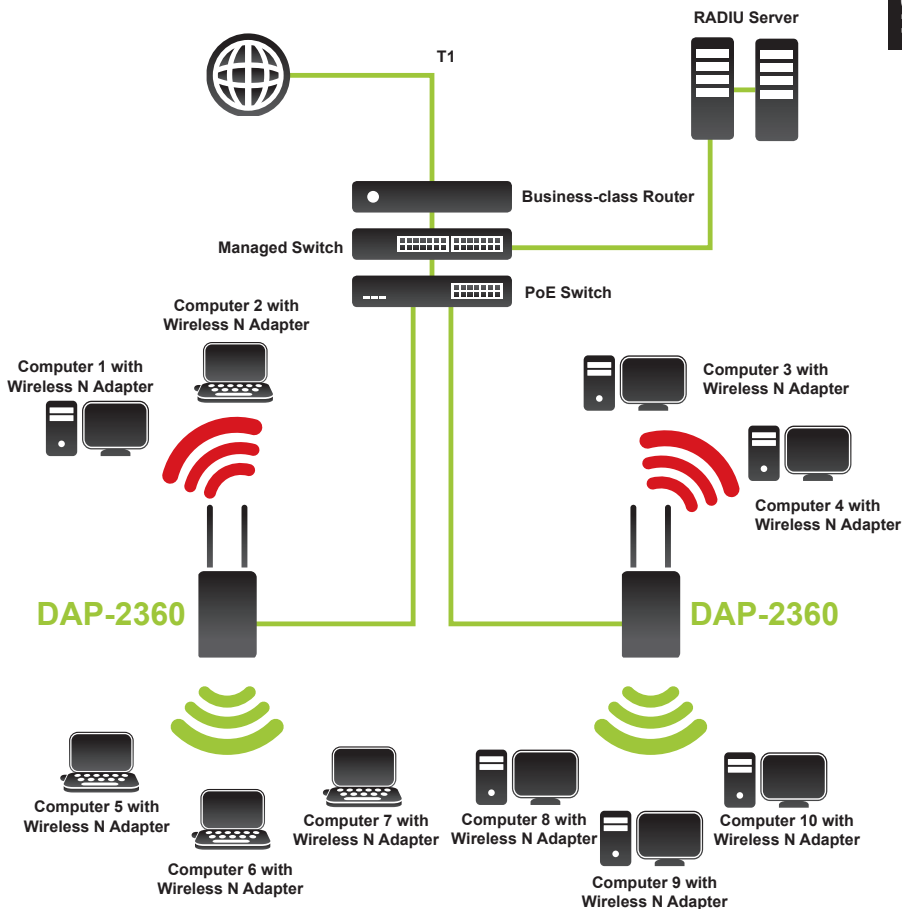 RADIU Server
T1
Business-class Router
Managed Switch
PoE Switch
Computer 2 with
Wireless N Adapter
Computer 1 with
Wireless N Adapter
Computer 3 with
Wireless N Adapter
Computer 4 with
Wireless N Adapter
DAP-2360
DAP-2360
Computer 5 with
Wireless N Adapter
Computer 6 with
Wireless N Adapter
Computer 7 with
Wireless N Adapter
Computer 8 with
Wireless N Adapter
Computer 9 with
Wireless N Adapter
Computer 10 with
Wireless N Adapter